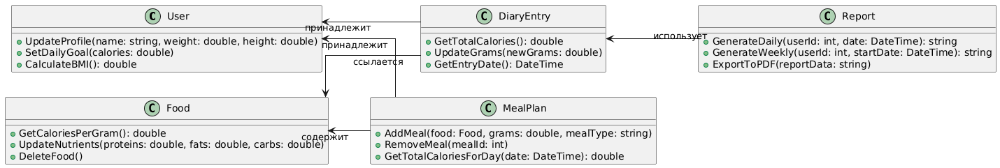 C User
+ UpdateProfile(name: string, weight: double, height: double)
+ SetDailyGoal(calories: double)
+ CalculateBMI(): double
принадлежит
принадлежит
ссылается
C DiaryEntry
GetTotalCalories(): double
UpdateGrams(newGrams: double)
GetEntryDate(): DateTime
использует
C Report
GenerateDaily(userId: int, date: DateTime): string
GenerateWeekly(userId: int, startDate: DateTime): string
ExportToPDF(reportData: string)
C Food
GetCaloriesPerGram(): double
UpdateNutrients(proteins: double, fats: double, carbs: double)
DeleteFood()
содержит
C MealPlan
AddMeal(food: Food, grams: double, mealType: string)
RemoveMeal(mealId: int)
GetTotalCaloriesForDay(date: DateTime): double